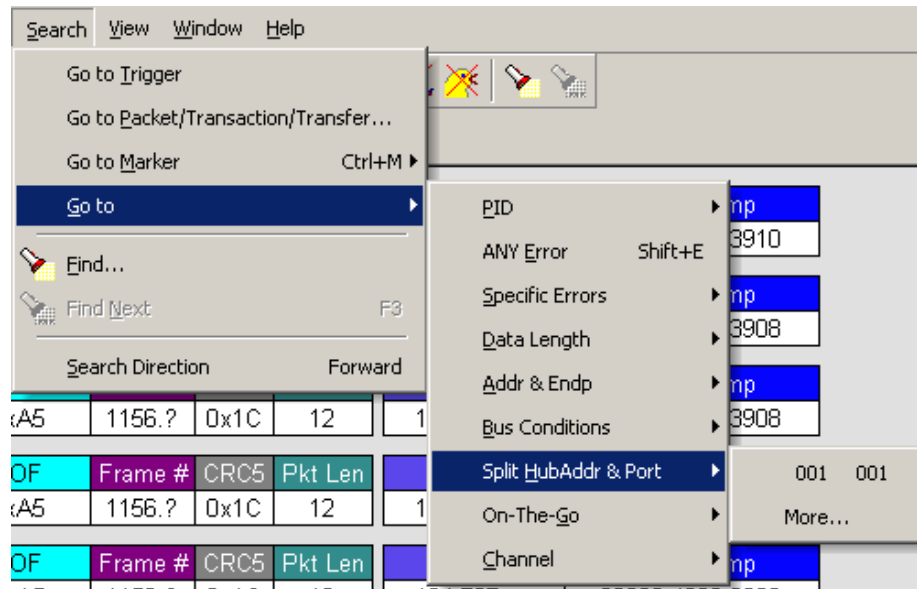 Search View Window Help
Go to Trigger
Go to Packet/Transaction/Transfer...
Go to Marker Ctrl+M
Go to
Find...
Find Next F3
Search Direction Forward
PID
ANY Error Shift+E
Specific Errors
Data Length
Addr & Endp
Bus Conditions
Split HubAddr & Port
On-The-Go
Channel
001 001
More...
mp
3910
mp
3908
mp
xA5 1156.? 0x1C 12 1 3908
OF Frame # CRC5 Pkt Len
xA5 1156.? 0x1C 12 1
OF Frame # CRC5 Pkt Len mp